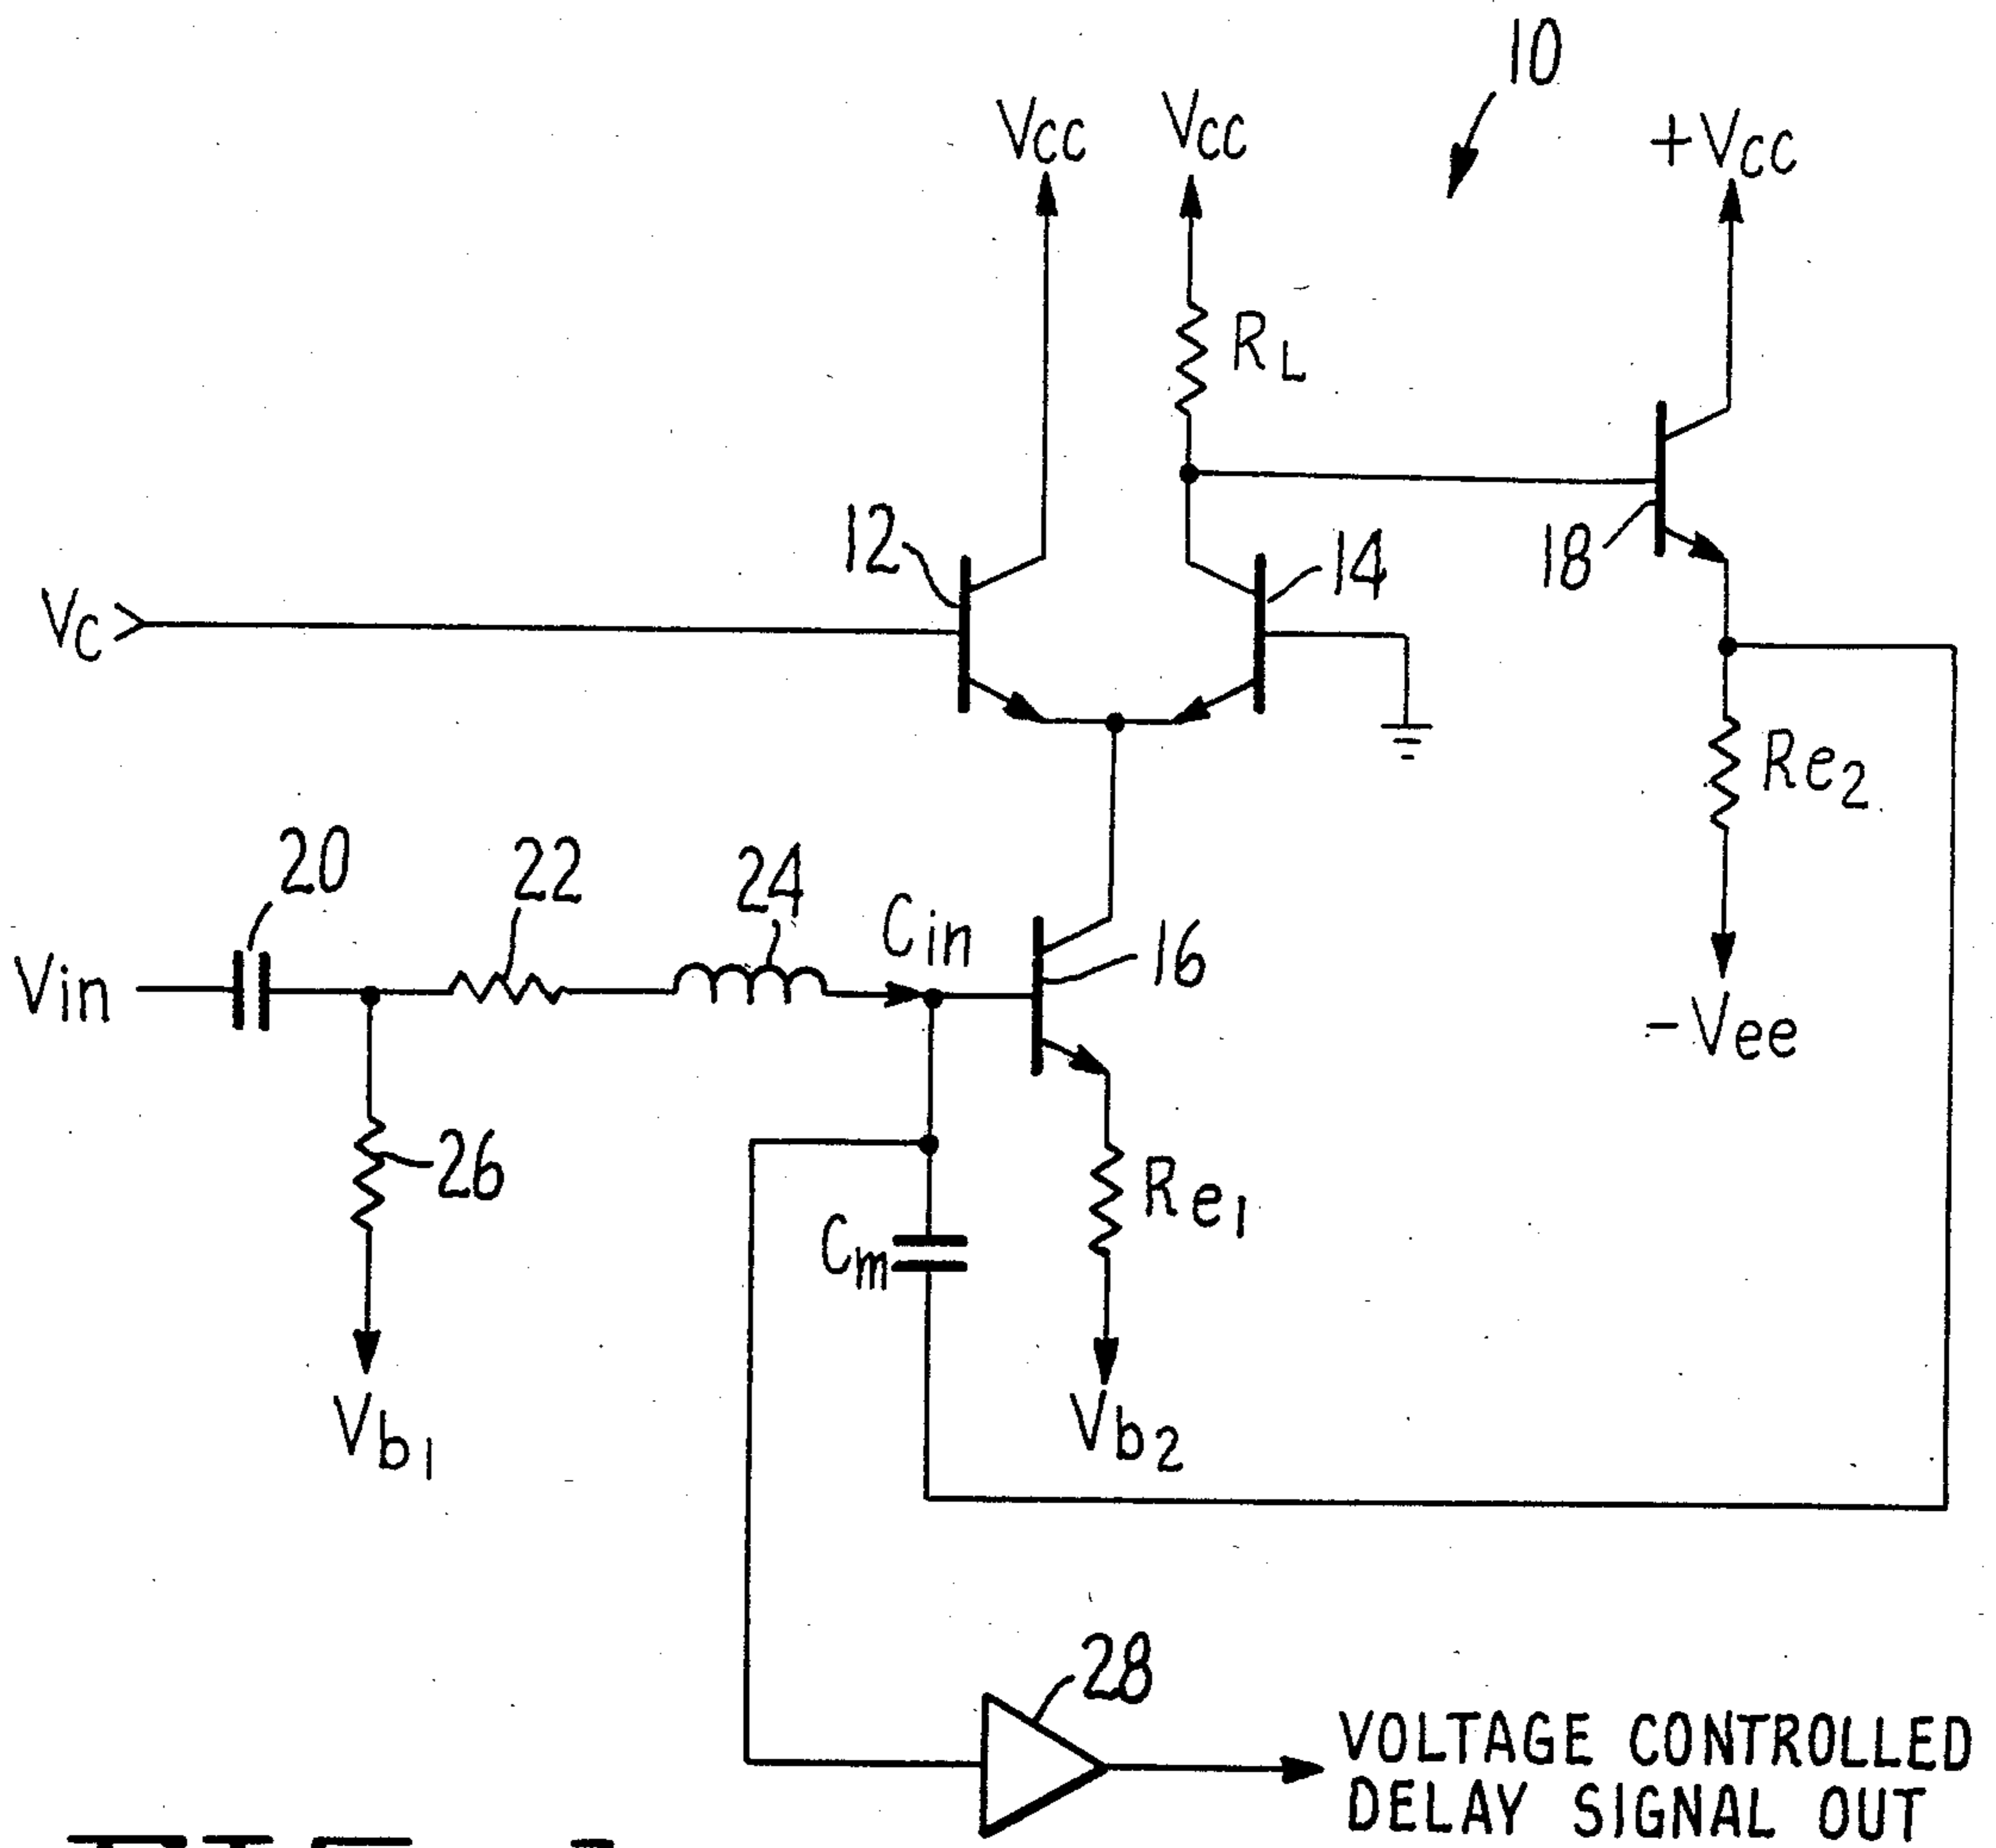 10
Vcc
Vcc
+Vcc
RL
12
14
18
Vc
Re2
20
22
24
Cin
16
Vin
-Vee
26
Re1
Cm
Vb1
Vb2
28
VOLTAGE CONTROLLED
DELAY SIGNAL OUT